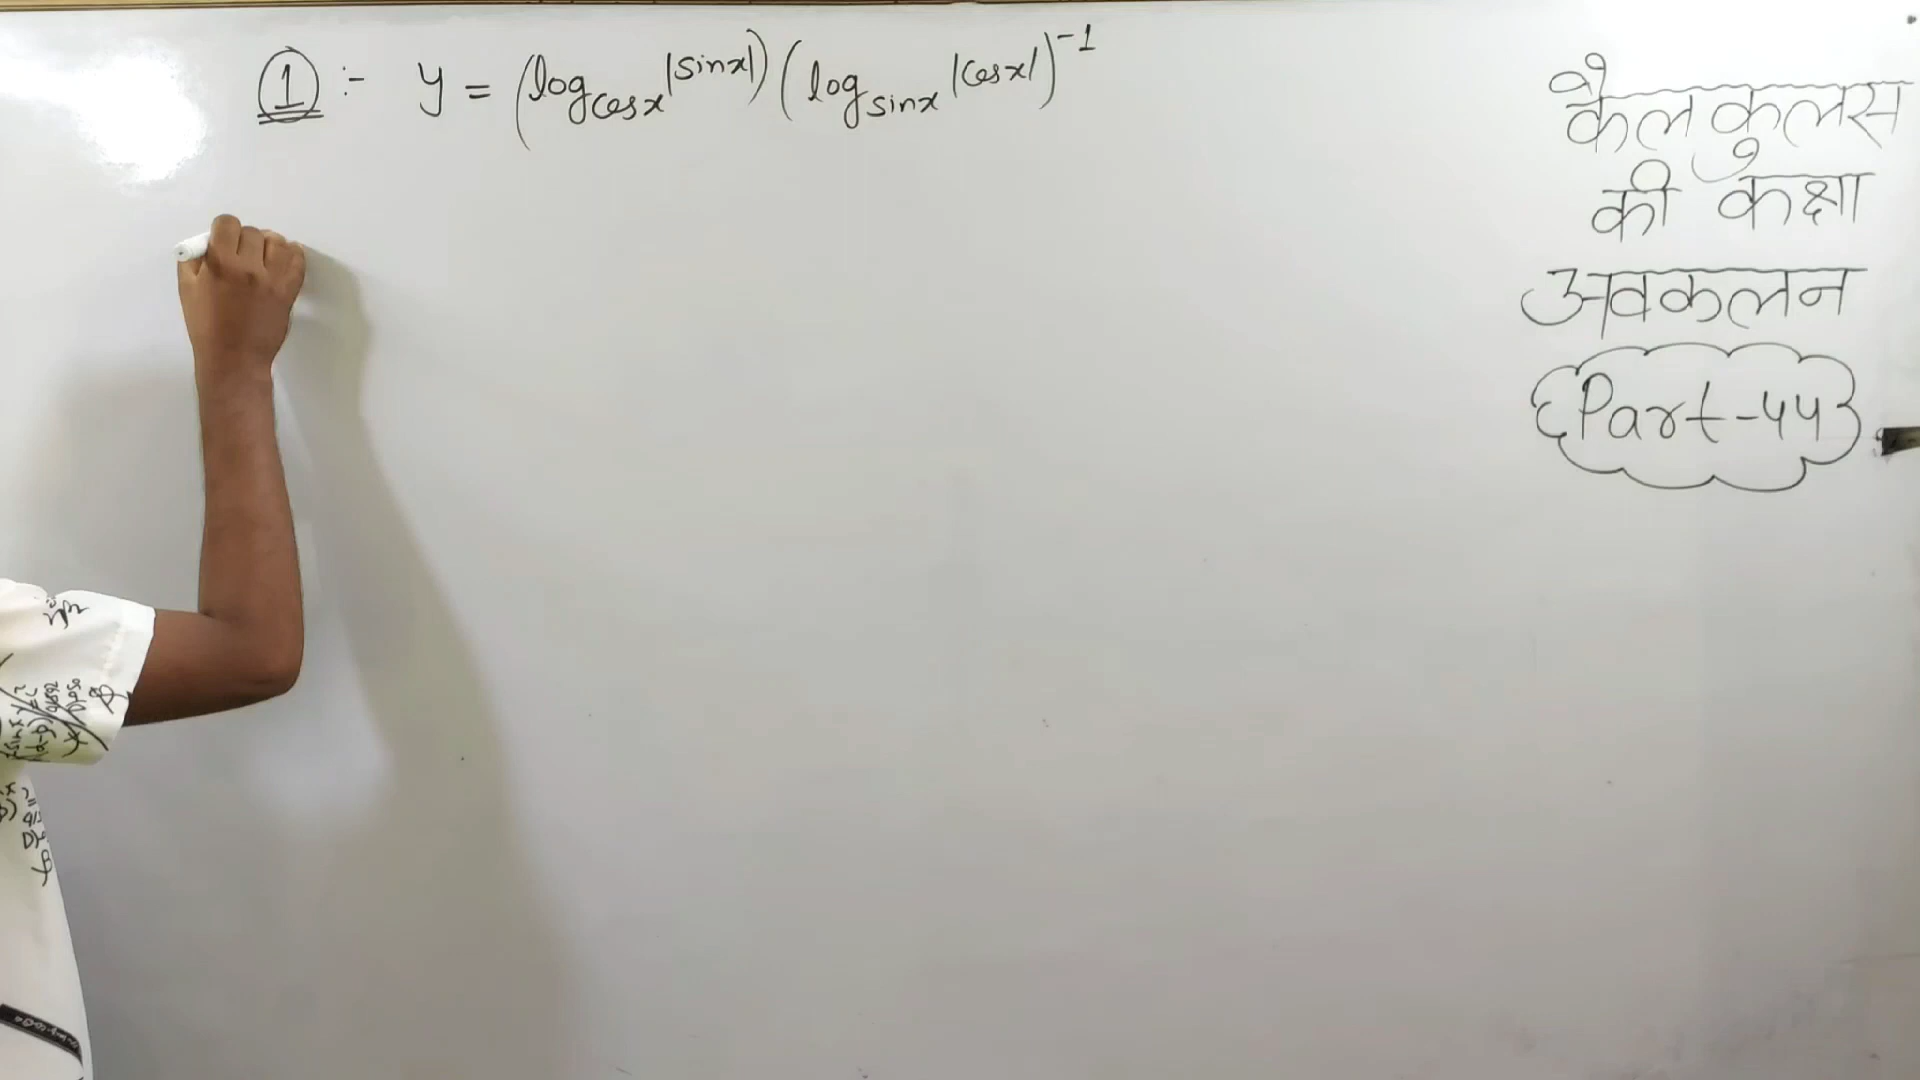 1 :- y = (log_cosx |sinx|) (log_sinx |cosx|)^-1
कैलकुलस
की कक्षा
अवकलन
{Part-44}